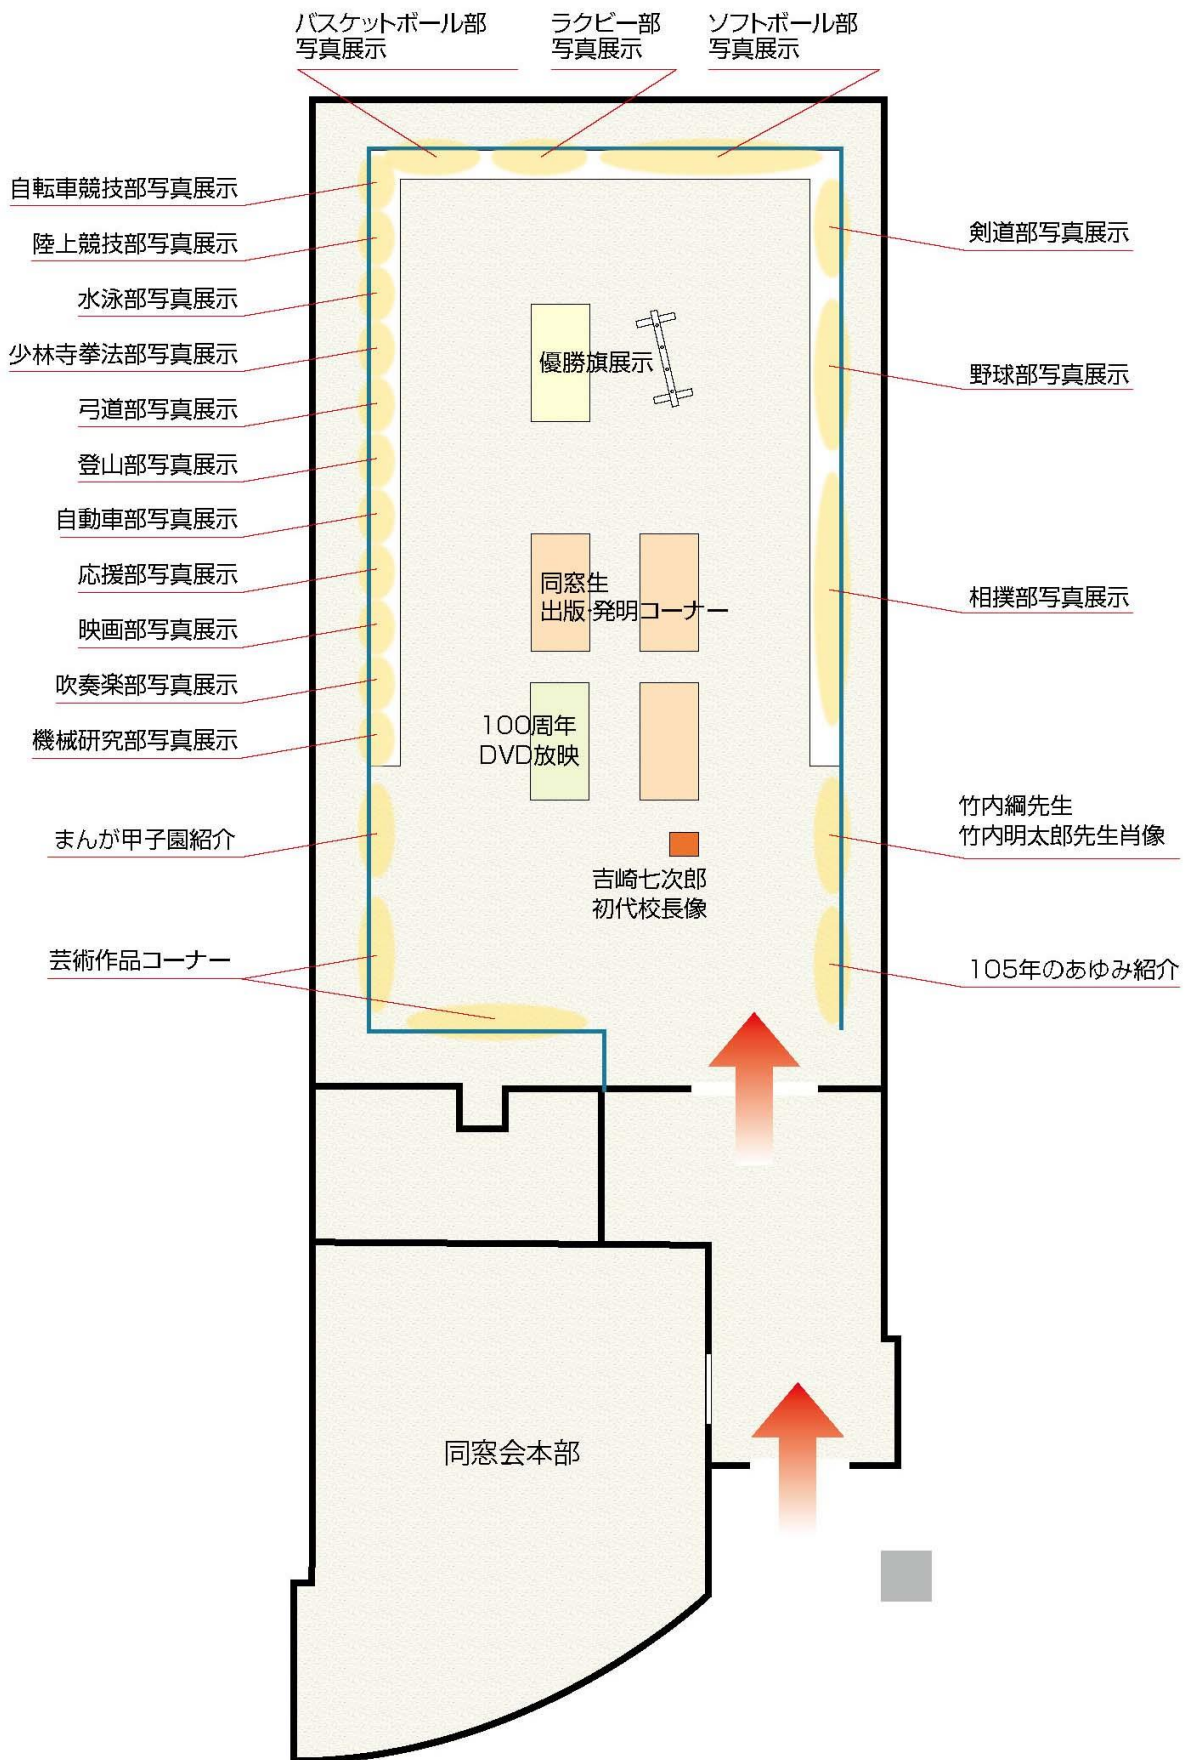 バスケットボール部
写真展示
ラクビー部
写真展示
ソフトボール部
写真展示
自転車競技部写真展示
陸上競技部写真展示
水泳部写真展示
少林寺拳法部写真展示
弓道部写真展示
登山部写真展示
自動車部写真展示
応援部写真展示
映画部写真展示
吹奏楽部写真展示
機械研究部写真展示
まんが甲子園紹介
芸術作品コーナー
優勝旗展示
同窓生
出版・発明コーナー
100周年
DVD放映
吉崎七次郎
初代校長像
剣道部写真展示
野球部写真展示
相撲部写真展示
竹内綱先生
竹内明太郎先生肖像
105年のあゆみ紹介
同窓会本部